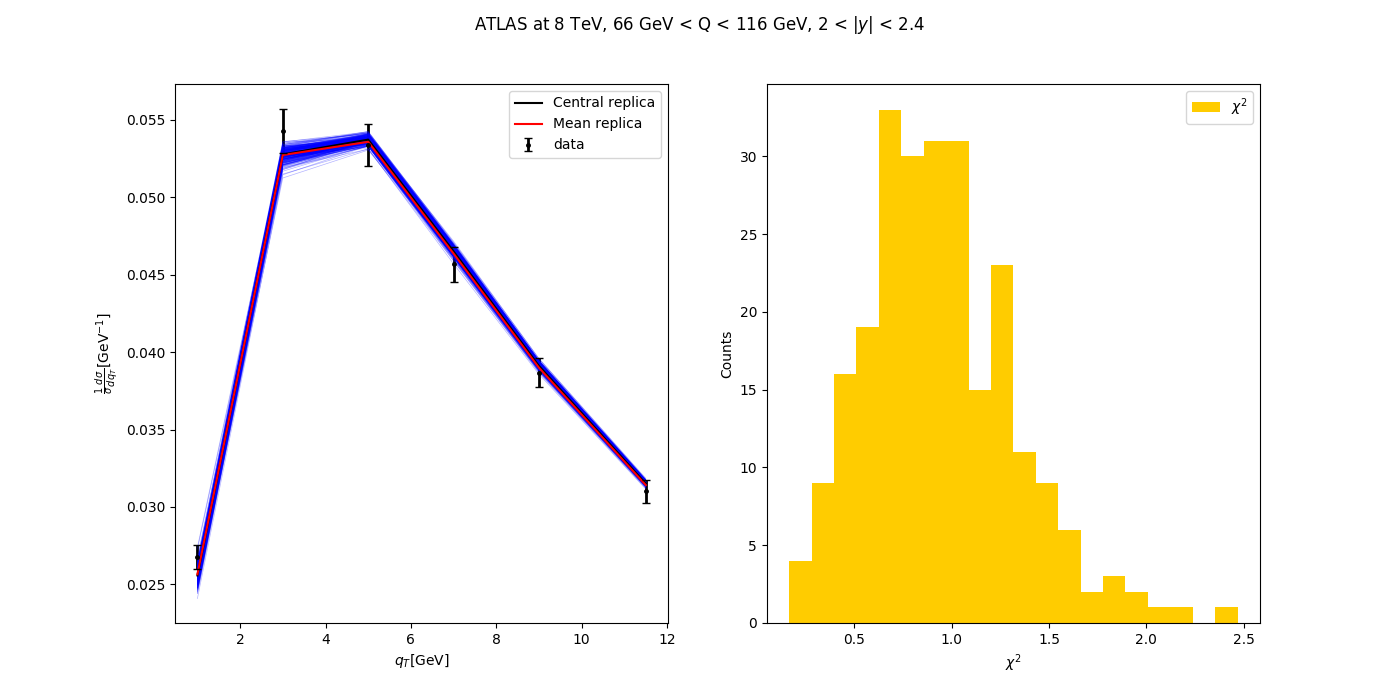 ATLAS at 8 TeV, 66 GeV < Q < 116 GeV, 2 < |y| < 2.4
Central replica
Mean replica
data
0.055
0.050
0.045
0.040
0.035
0.030
0.025
1/σ dσ/dq_T [GeV⁻¹]
2 4 6 8 10 12
q_T[GeV]
χ²
30
25
20
15
10
5
0
Counts
0.5 1.0 1.5 2.0 2.5
χ²